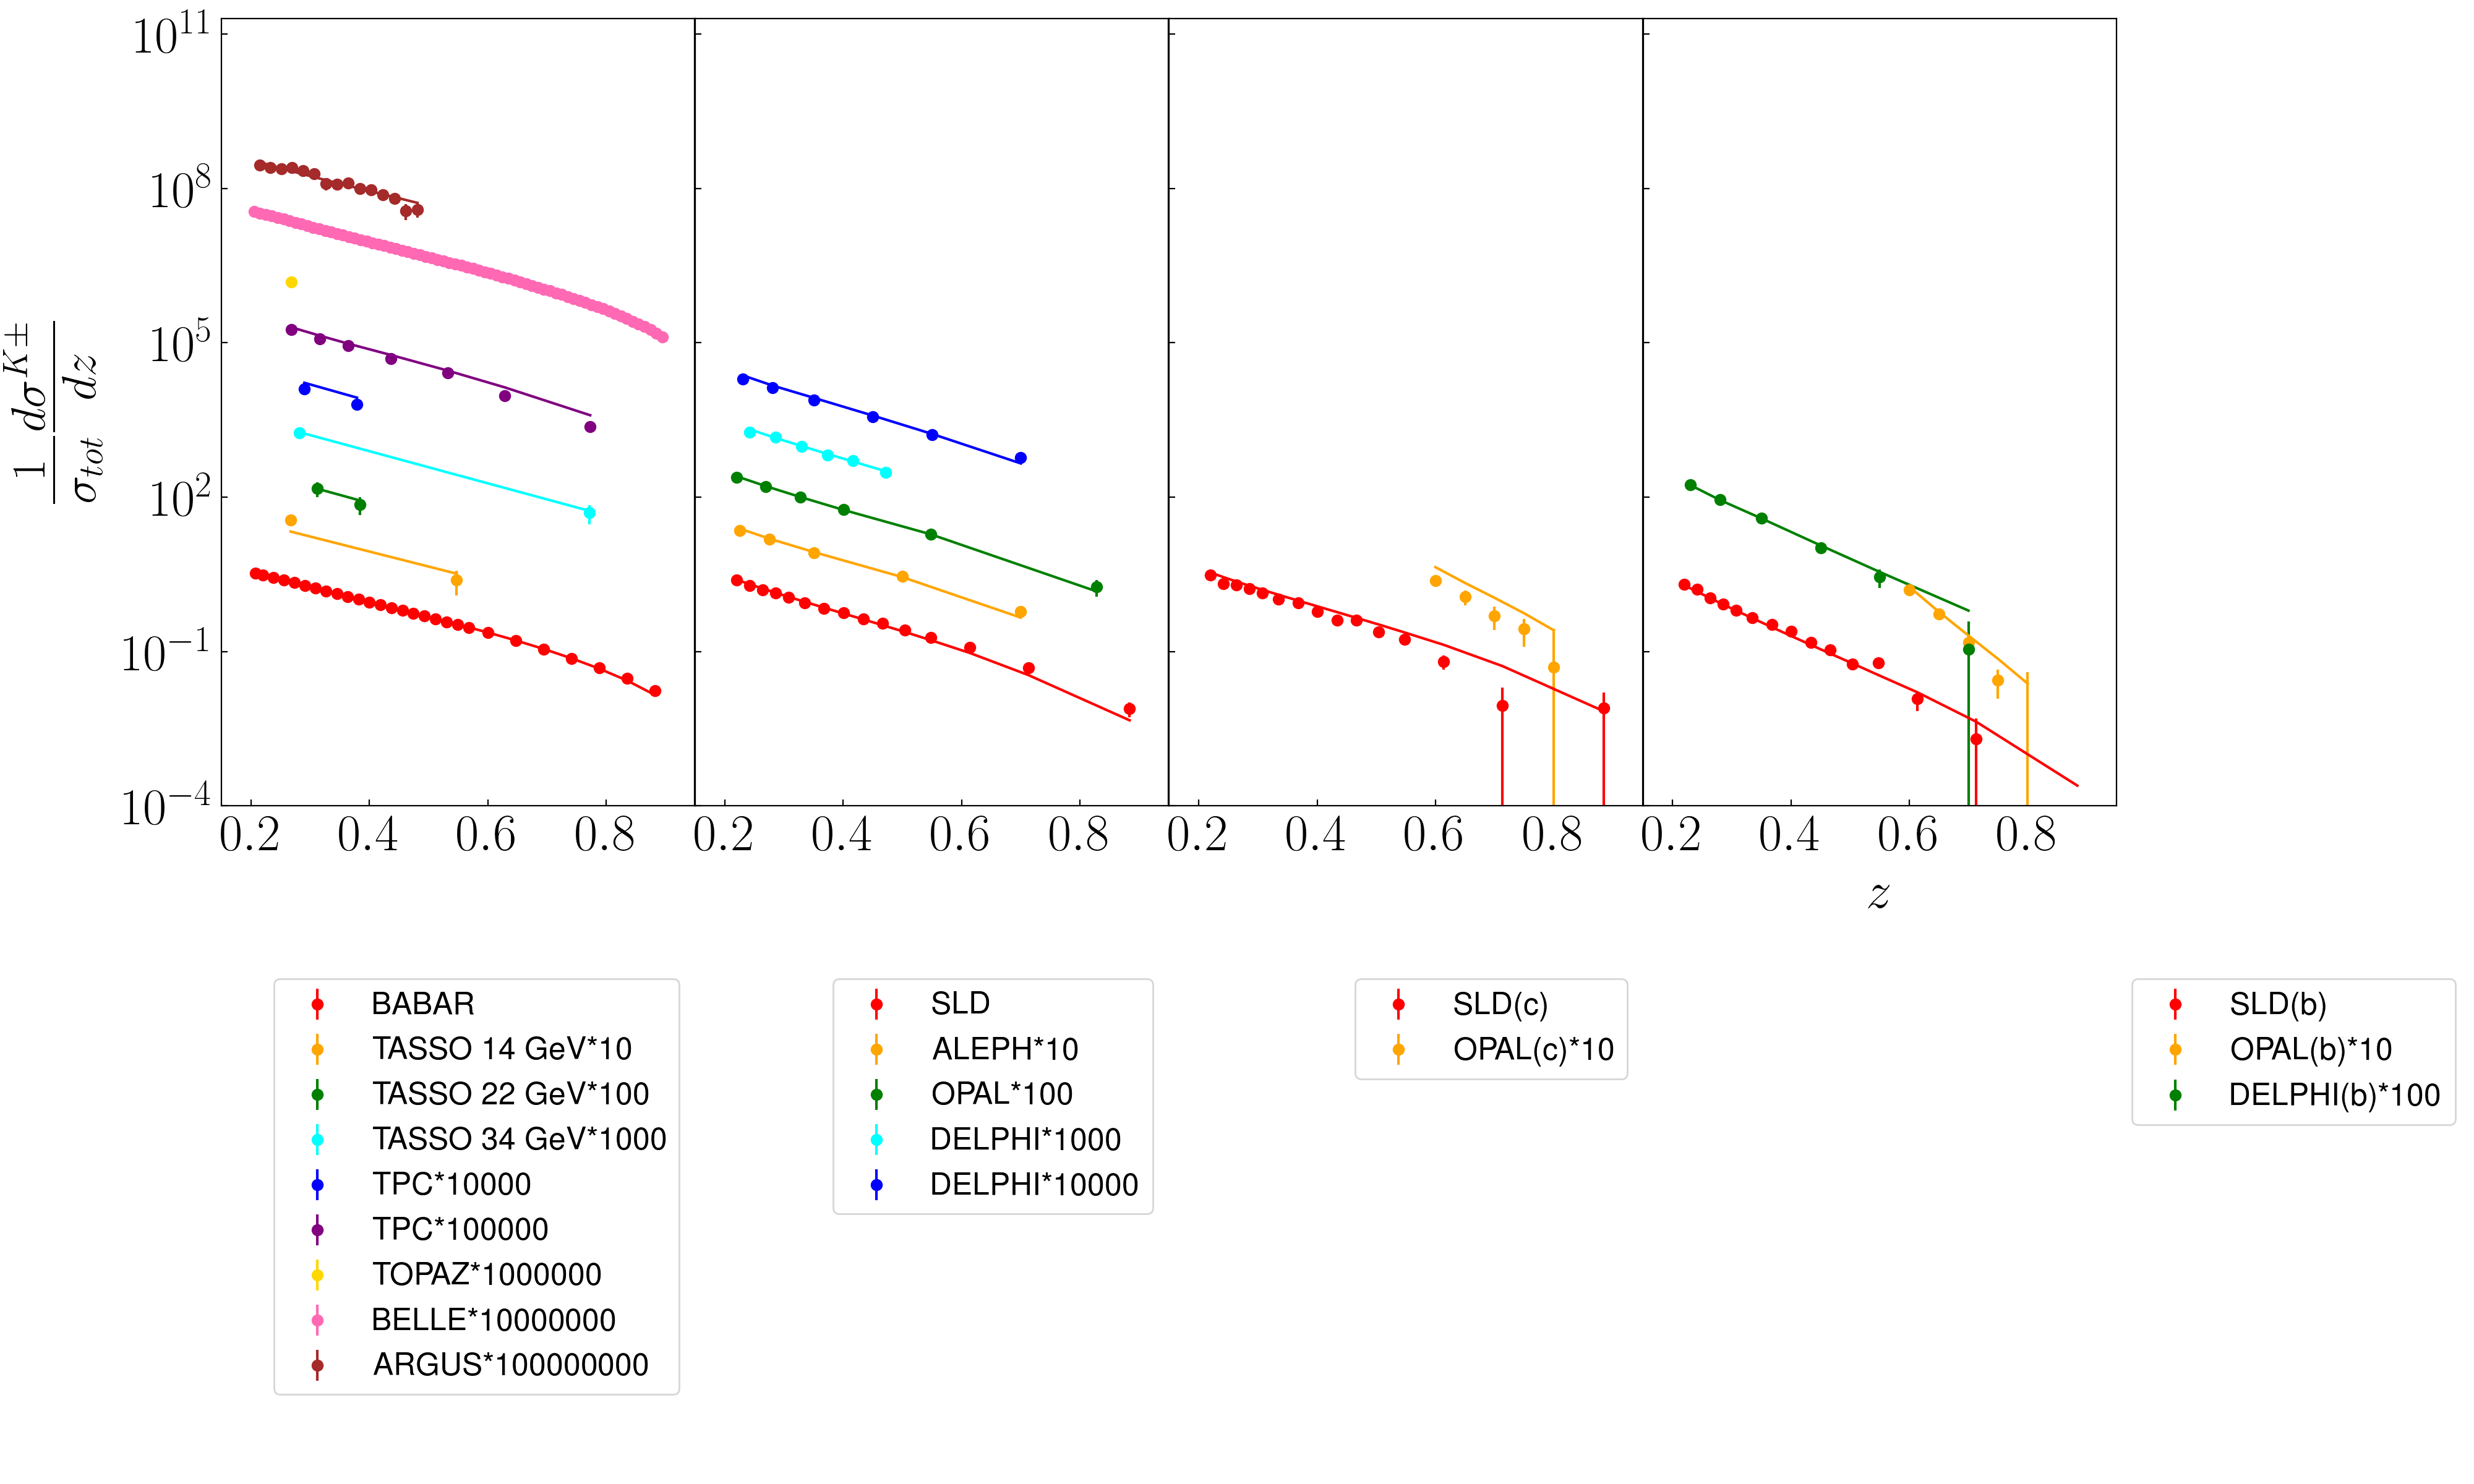 10^{11}
10^{8}
10^{5}
10^{2}
10^{-1}
10^{-4}
\frac{1}{σ_{tot}} \frac{dσ^{K±}}{dz}
0.2 0.4 0.6 0.8 0.2 0.4 0.6 0.8 0.2 0.4 0.6 0.8 0.2 0.4 0.6 0.8
z
BABAR
TASSO 14 GeV*10
TASSO 22 GeV*100
TASSO 34 GeV*1000
TPC*10000
TPC*100000
TOPAZ*1000000
BELLE*10000000
ARGUS*100000000
SLD
ALEPH*10
OPAL*100
DELPHI*1000
DELPHI*10000
SLD(c)
OPAL(c)*10
SLD(b)
OPAL(b)*10
DELPHI(b)*100